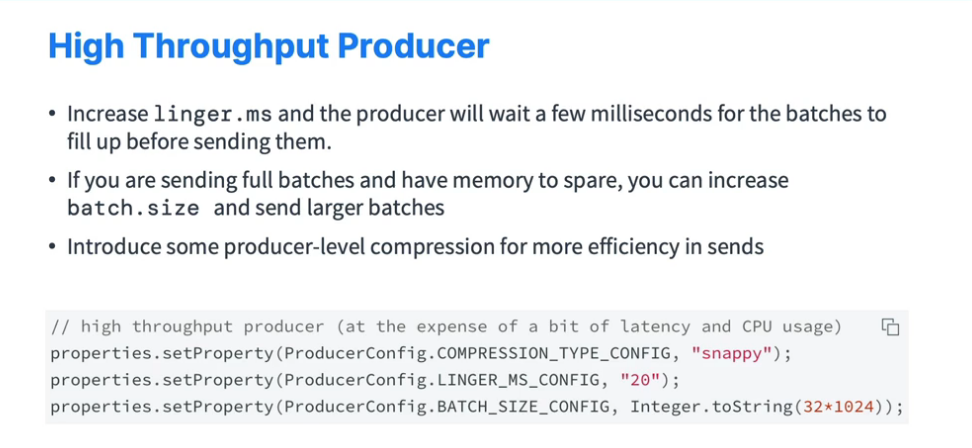 High Throughput Producer
• Increase linger.ms and the producer will wait a few milliseconds for the batches to
fill up before sending them.
• If you are sending full batches and have memory to spare, you can increase
batch.size and send larger batches
• Introduce some producer-level compression for more efficiency in sends
// high throughput producer (at the expense of a bit of latency and CPU usage)
properties.setProperty(ProducerConfig.COMPRESSION_TYPE_CONFIG, "snappy");
properties.setProperty(ProducerConfig.LINGER_MS_CONFIG, "20");
properties.setProperty(ProducerConfig.BATCH_SIZE_CONFIG, Integer.toString(32*1024));